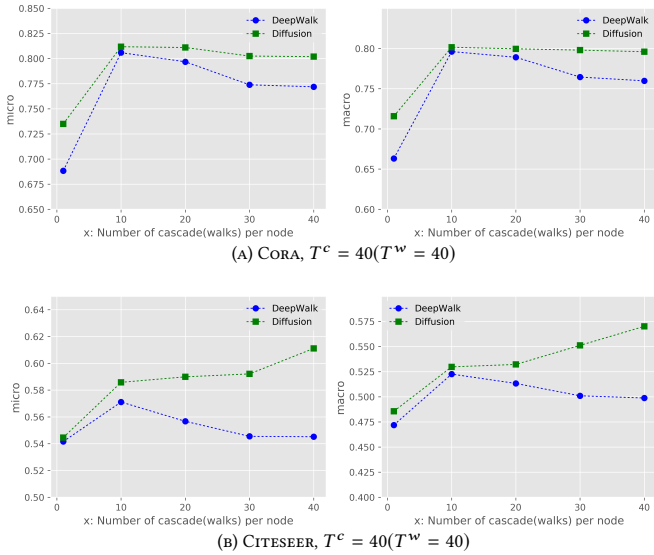 0.850
0.825
0.800
0.775
0.750
0.725
0.700
0.675
0.650
micro
DeepWalk
Diffusion
0 10 20 30 40
x: Number of cascade(walks) per node
0.80
0.75
0.70
0.65
0.60
macro
DeepWalk
Diffusion
0 10 20 30 40
x: Number of cascade(walks) per node
(A) CORA, T^c = 40(T^w = 40)
0.64
0.62
0.60
0.58
0.56
0.54
0.52
0.50
micro
DeepWalk
Diffusion
0 10 20 30 40
x: Number of cascade(walks) per node
0.575
0.550
0.525
0.500
0.475
0.450
0.425
0.400
macro
DeepWalk
Diffusion
0 10 20 30 40
x: Number of cascade(walks) per node
(B) CITESEER, T^c = 40(T^w = 40)